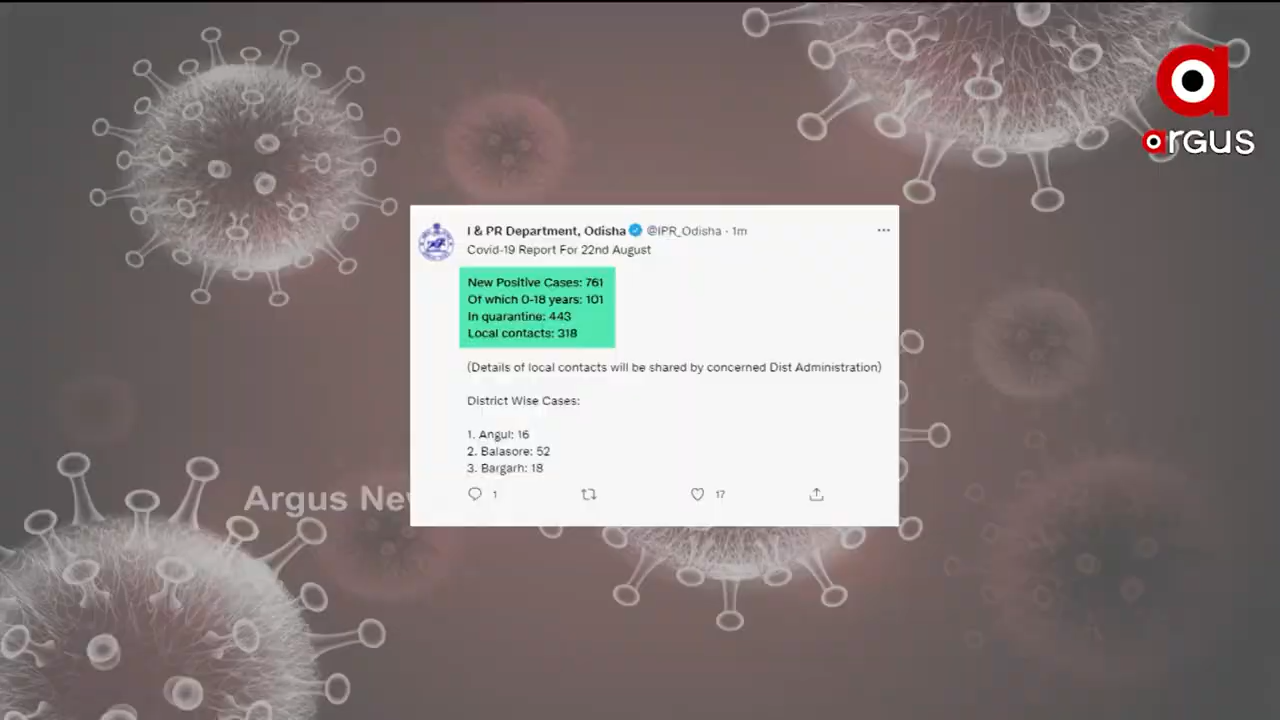 argus
I & PR Department, Odisha @IPR_Odisha · 1m
Covid-19 Report For 22nd August
New Positive Cases: 761
Of which 0-18 years: 101
In quarantine: 443
Local contacts: 318
(Details of local contacts will be shared by concerned Dist Administration)
District Wise Cases:
1. Angul: 16
2. Balasore: 52
3. Bargarh: 18
1 17
Argus Ne